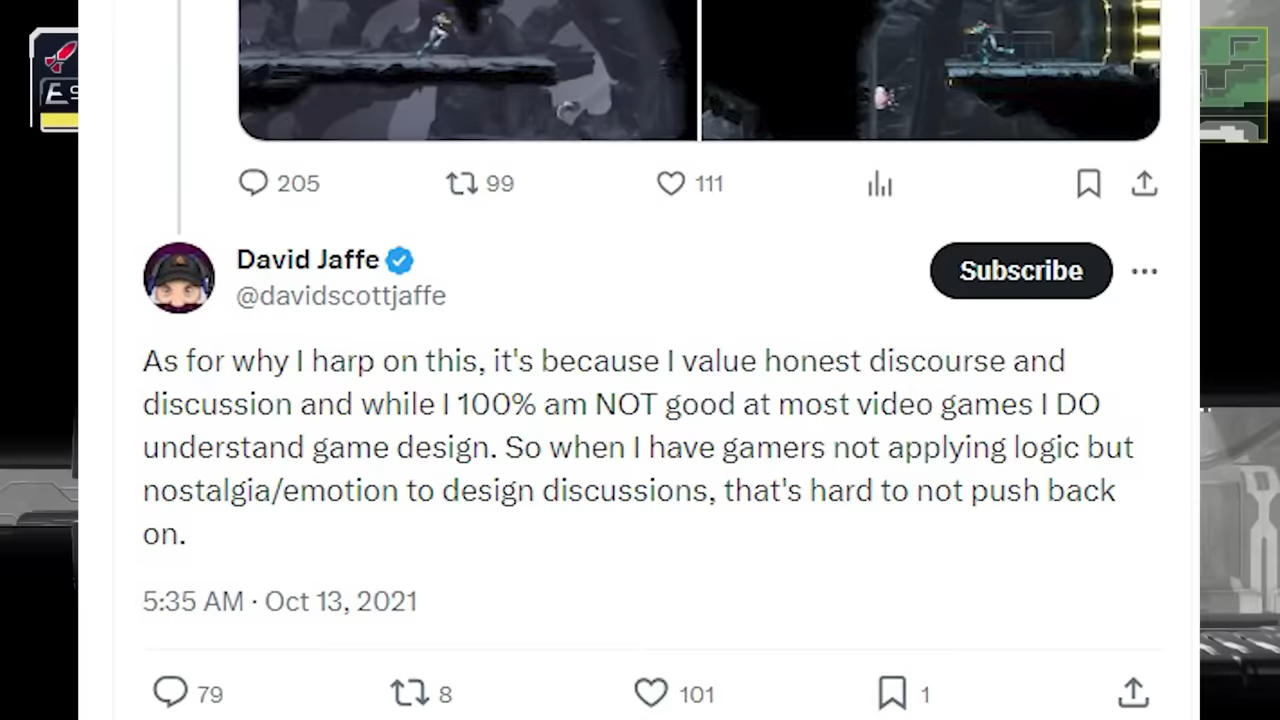 205 99 111
David Jaffe
@davidscottjaffe
Subscribe
As for why I harp on this, it's because I value honest discourse and
discussion and while I 100% am NOT good at most video games I DO
understand game design. So when I have gamers not applying logic but
nostalgia/emotion to design discussions, that's hard to not push back
on.
5:35 AM · Oct 13, 2021
79 8 101 1